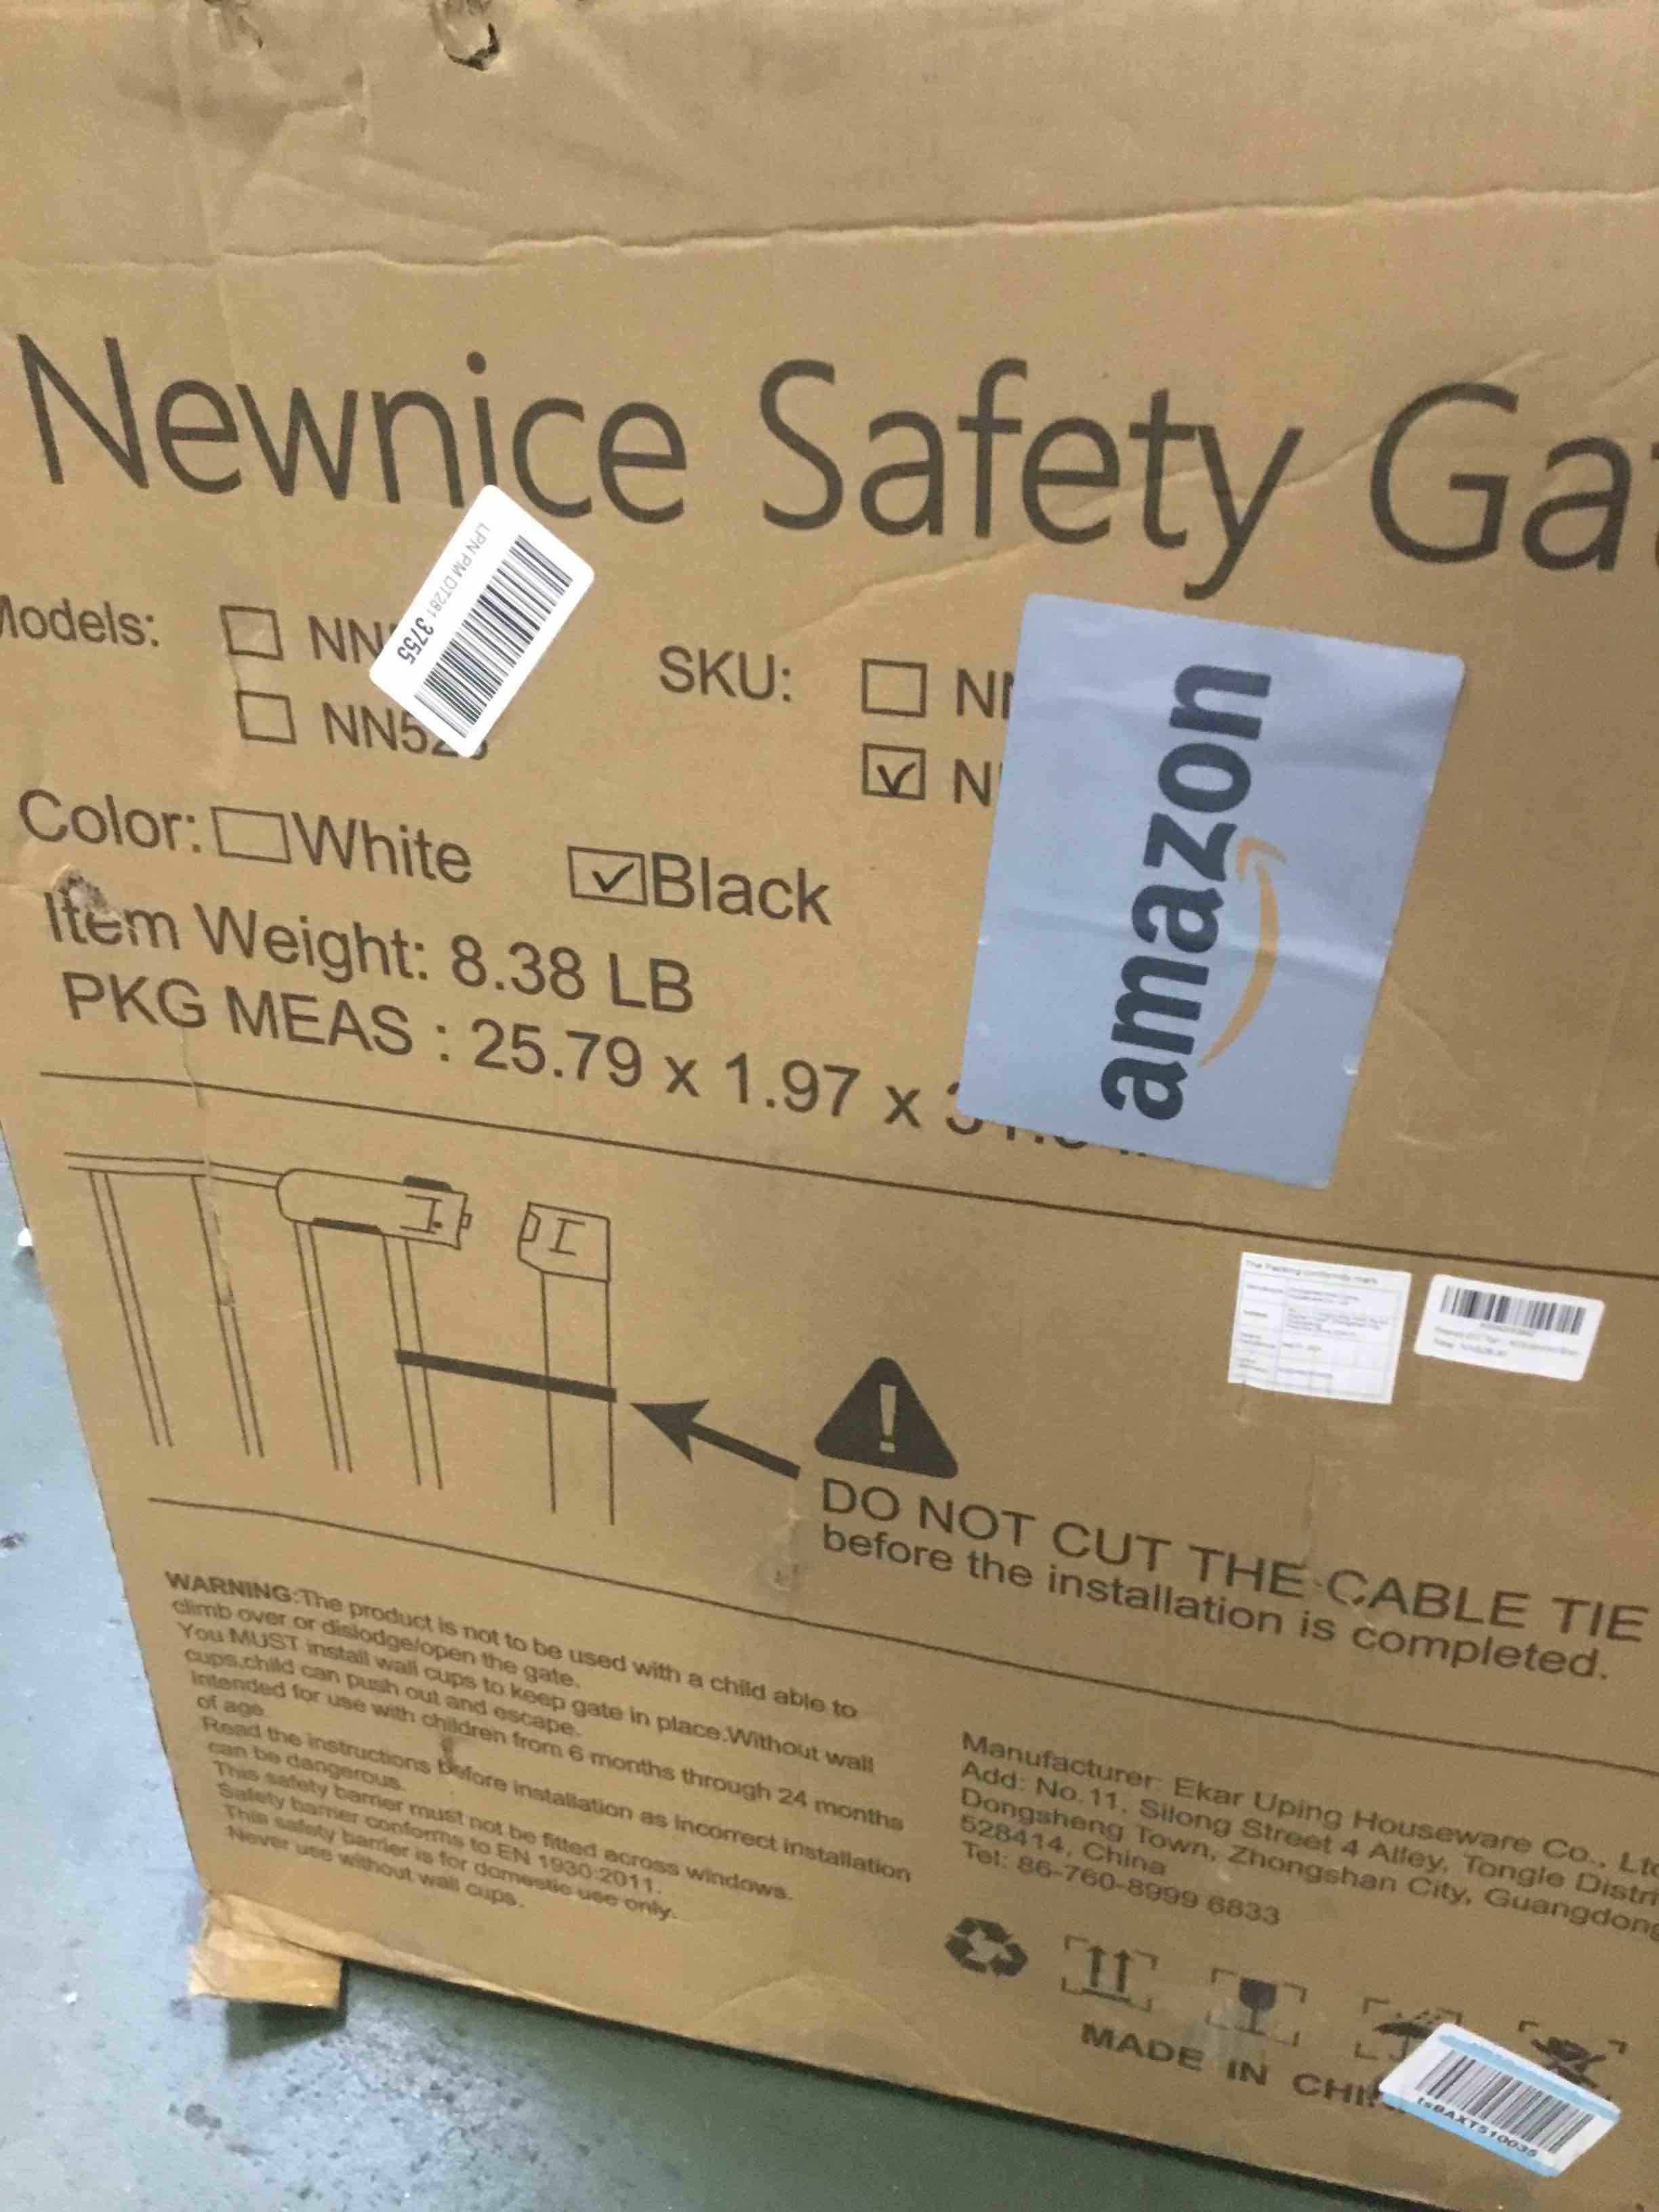 Newnice Safety Ga
Models:
NN
NN52
SKU:
N
N
LPN PM DT281 3755
amazon
Color: White Black
Item Weight: 8.38 LB
PKG MEAS : 25.79 x 1.97 x
The Packing conformity mark
!
DO NOT CUT THE CABLE TIE
before the installation is completed.
WARNING:The product is not to be used with a child able to
climb over or dislodge/open the gate.
You MUST install wall cups to keep gate in place.Without wall
cups,child can push out and escape.
Intended for use with children from 6 months through 24 months
of age.
Read the instructions before installation as incorrect installation
can be dangerous.
This safety barrier must not be fitted across windows.
Safety barrier conforms to EN 1930:2011.
This safety barrier is for domestic use only.
Never use without wall cups.
Manufacturer: Ekar Uping Houseware Co., Ltd
Add: No.11, Silong Street 4 Alley, Tongle Distri
Dongsheng Town, Zhongshan City, Guangdong
528414, China
Tel: 86-760-8999 6833
MADE IN CHI
tsBAXT510035